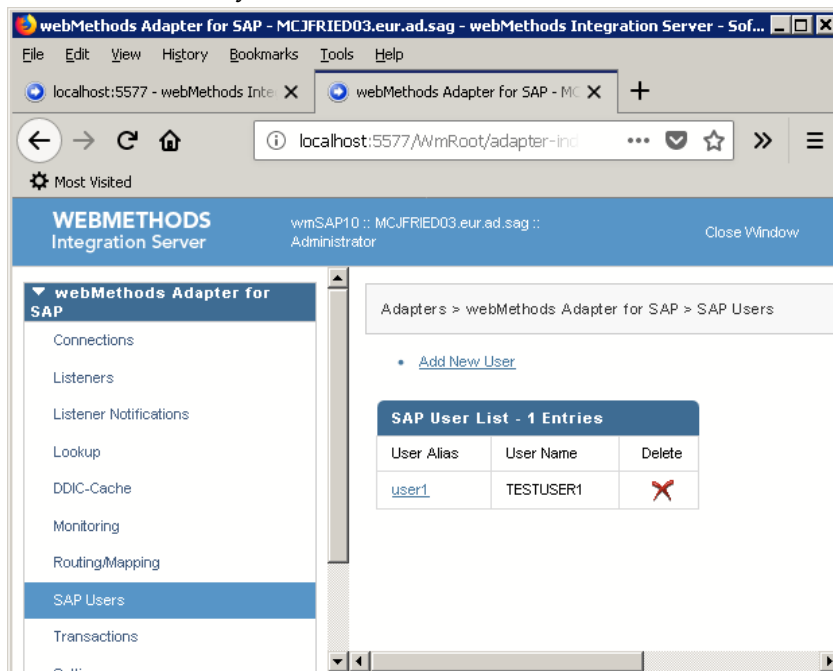 webMethods Adapter for SAP - MCJFRIED03.eur.ad.sag - webMethods Integration Server - Sof...
File Edit View History Bookmarks Tools Help
localhost:5577 - webMethods Inte
webMethods Adapter for SAP - MC
localhost:5577/WmRoot/adapter-ind
Most Visited
WEBMETHODS
Integration Server
wmSAP10 :: MCJFRIED03.eur.ad.sag ::
Administrator
Close Window
webMethods Adapter for
SAP
Connections
Listeners
Listener Notifications
Lookup
DDIC-Cache
Monitoring
Routing/Mapping
SAP Users
Transactions
Adapters > webMethods Adapter for SAP > SAP Users
Add New User
SAP User List - 1 Entries
User Alias User Name Delete
user1 TESTUSER1